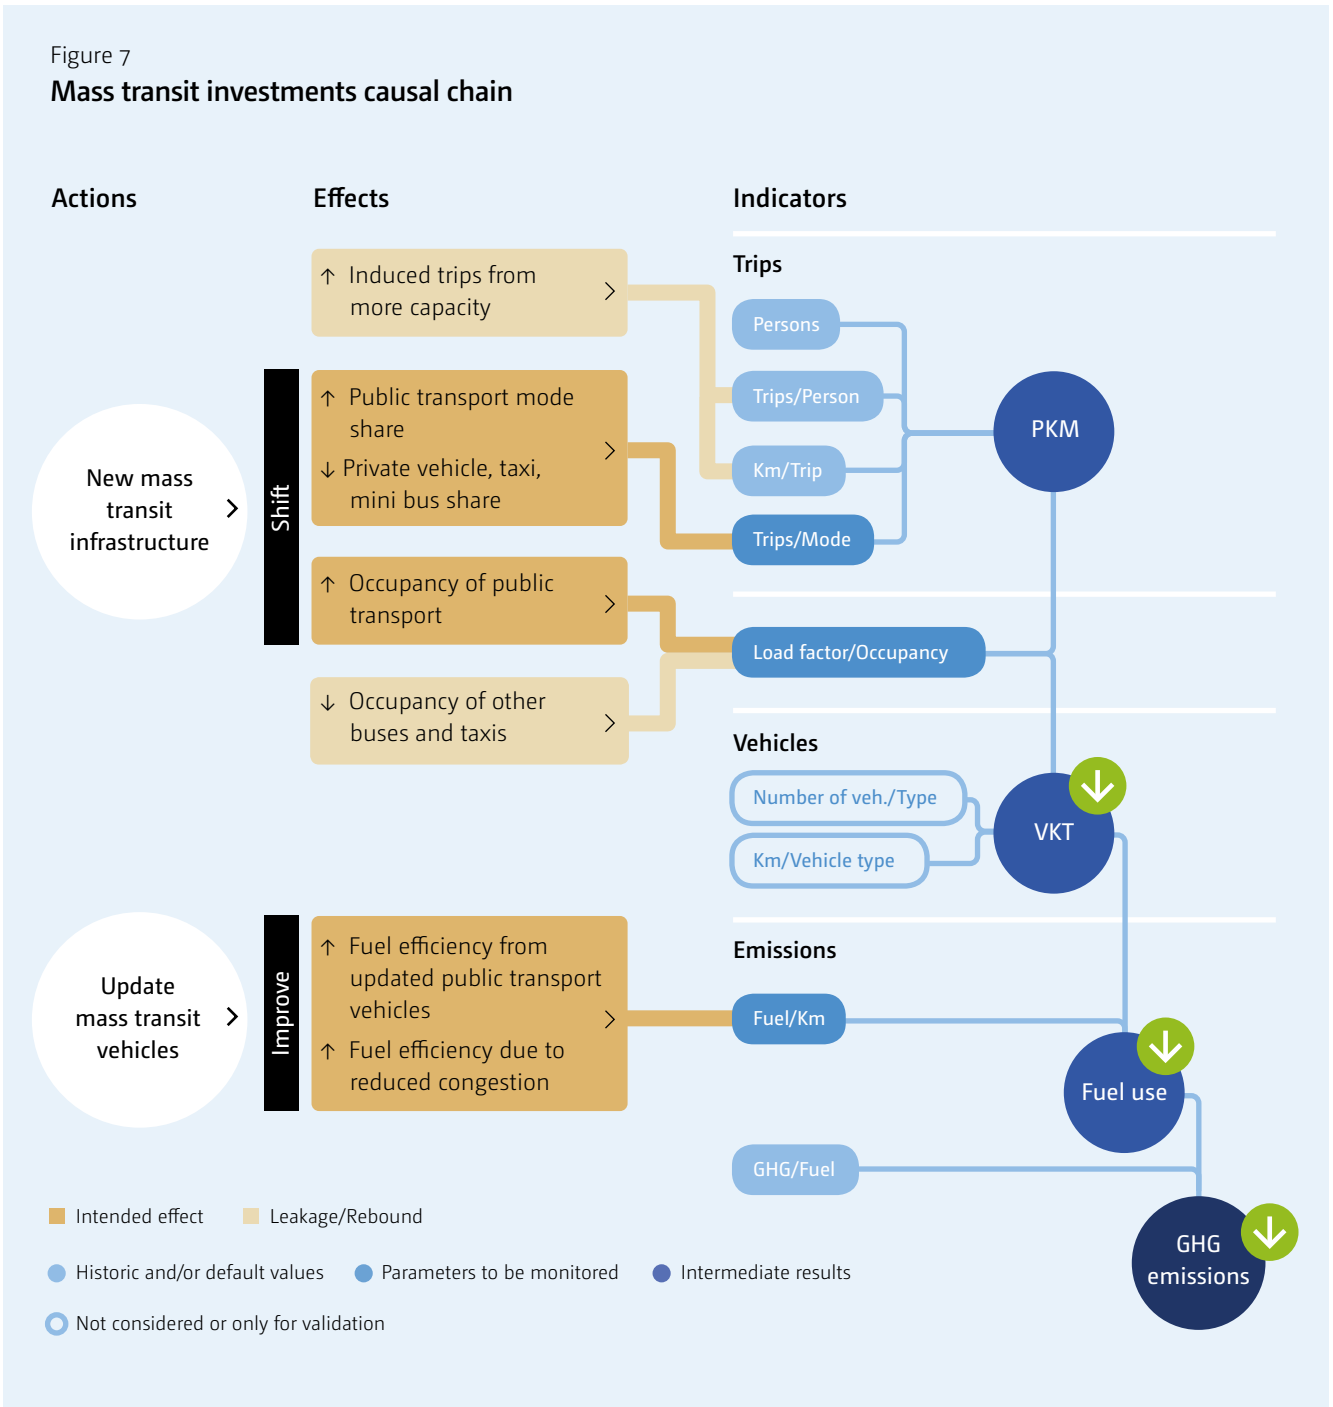 Figure 7
Mass transit investments causal chain
Actions
Effects
Indicators
↑ Induced trips from
more capacity
Trips
Persons
Trips/Person
Km/Trip
Trips/Mode
PKM
New mass
transit
infrastructure
Shift
↑ Public transport mode
share
↓ Private vehicle, taxi,
mini bus share
↑ Occupancy of public
transport
↓ Occupancy of other
buses and taxis
Load factor/Occupancy
Vehicles
Number of veh./Type
Km/Vehicle type
VKT
Update
mass transit
vehicles
Improve
↑ Fuel efficiency from
updated public transport
vehicles
↑ Fuel efficiency due to
reduced congestion
Emissions
Fuel/Km
Fuel use
GHG/Fuel
GHG
emissions
Intended effect
Leakage/Rebound
Historic and/or default values
Parameters to be monitored
Intermediate results
Not considered or only for validation